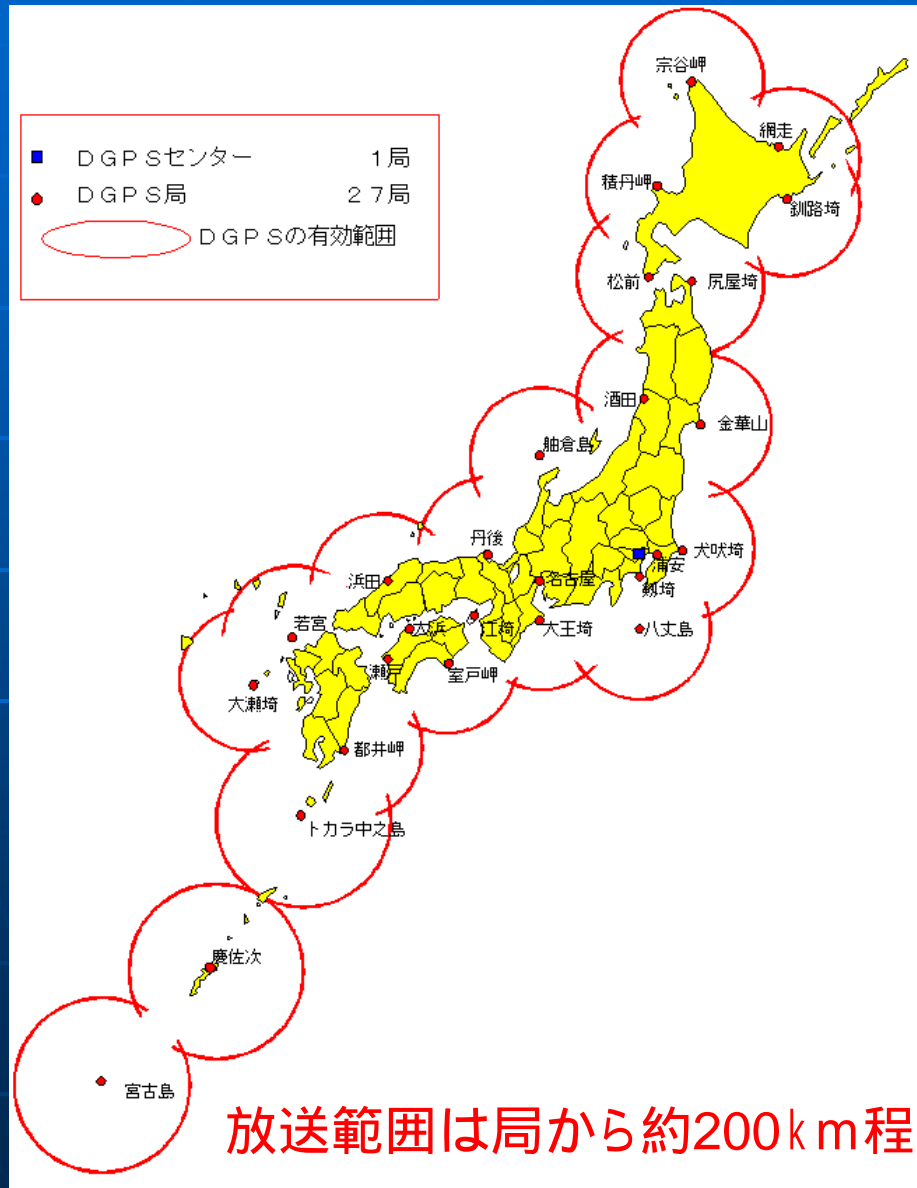 宗谷岬
網走
DGPSセンター 1局
DGPS局 27局
DGPSの有効範囲
積丹岬
釧路埼
松前
尻屋埼
酒田
金華山
舳倉島
丹後
犬吠埼
浦安
浜田
名古屋
剱埼
若宮
大浜
江埼
大王埼
八丈島
瀬戸
室戸岬
大瀬埼
都井岬
トカラ中之島
慶佐次
宮古島
放送範囲は局から約200km程